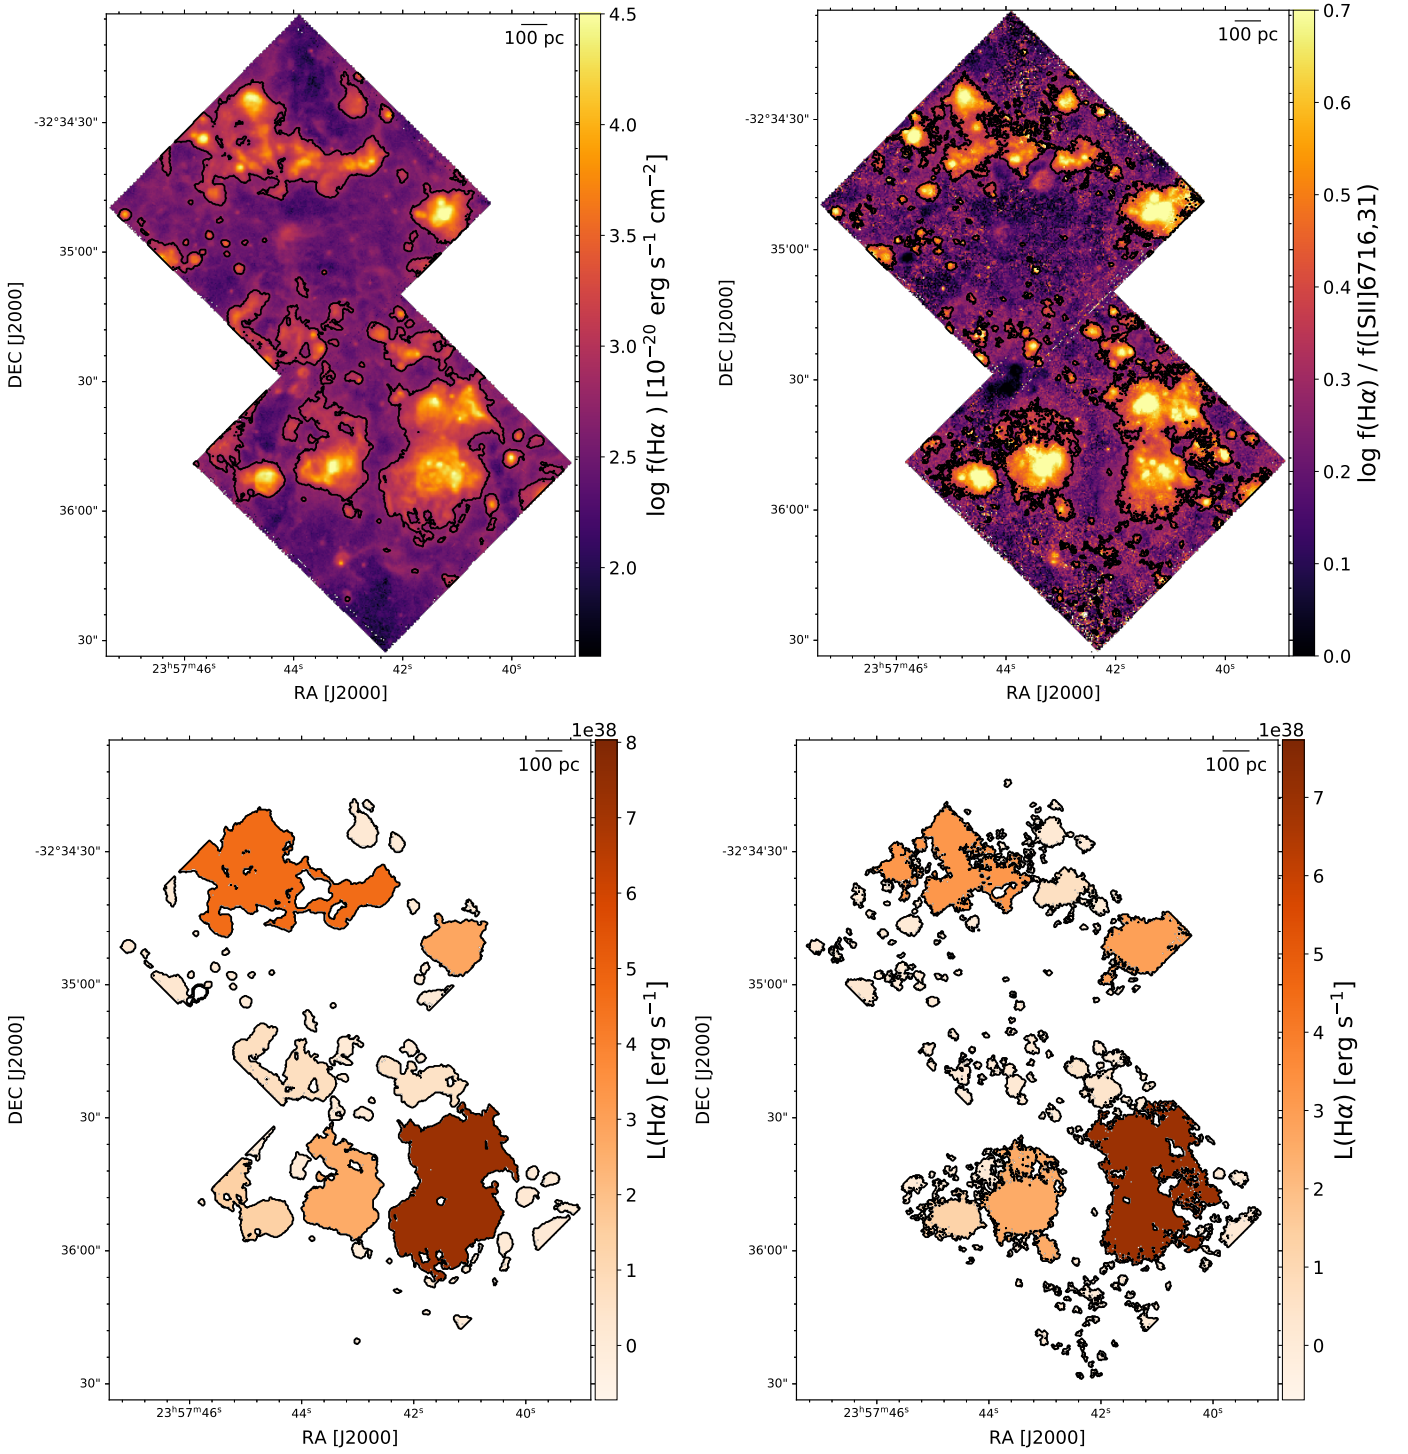 4.5
100 pc
-32°34'30"
4.0
3.5
35'00"
3.0
30"
2.5
36'00"
2.0
30"
23ʰ57ᵐ46ˢ
44ˢ
42ˢ
40ˢ
RA [J2000]
DEC [J2000]
log f(Hα ) [10⁻²⁰ erg s⁻¹ cm⁻²]
0.7
100 pc
-32°34'30"
0.6
0.5
35'00"
0.4
30"
0.3
0.2
36'00"
0.1
30"
0.0
23ʰ57ᵐ46ˢ
44ˢ
42ˢ
40ˢ
RA [J2000]
DEC [J2000]
log f(Hα) / f([SII]6716,31)
1e38
8
100 pc
7
-32°34'30"
6
5
35'00"
4
30"
3
2
36'00"
1
0
30"
23ʰ57ᵐ46ˢ
44ˢ
42ˢ
40ˢ
RA [J2000]
DEC [J2000]
L(Hα) [erg s⁻¹]
1e38
100 pc
7
-32°34'30"
6
5
35'00"
4
30"
3
2
36'00"
1
0
30"
23ʰ57ᵐ46ˢ
44ˢ
42ˢ
40ˢ
RA [J2000]
DEC [J2000]
L(Hα) [erg s⁻¹]